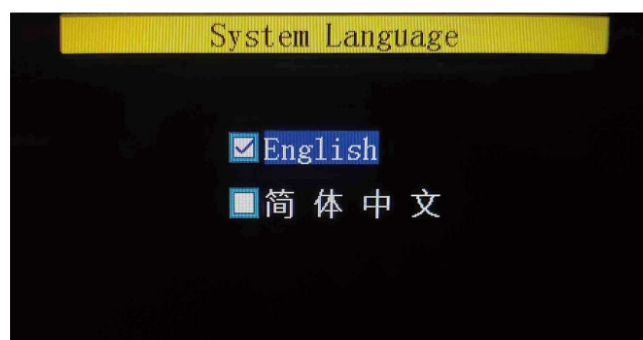 System Language
English
简体中文